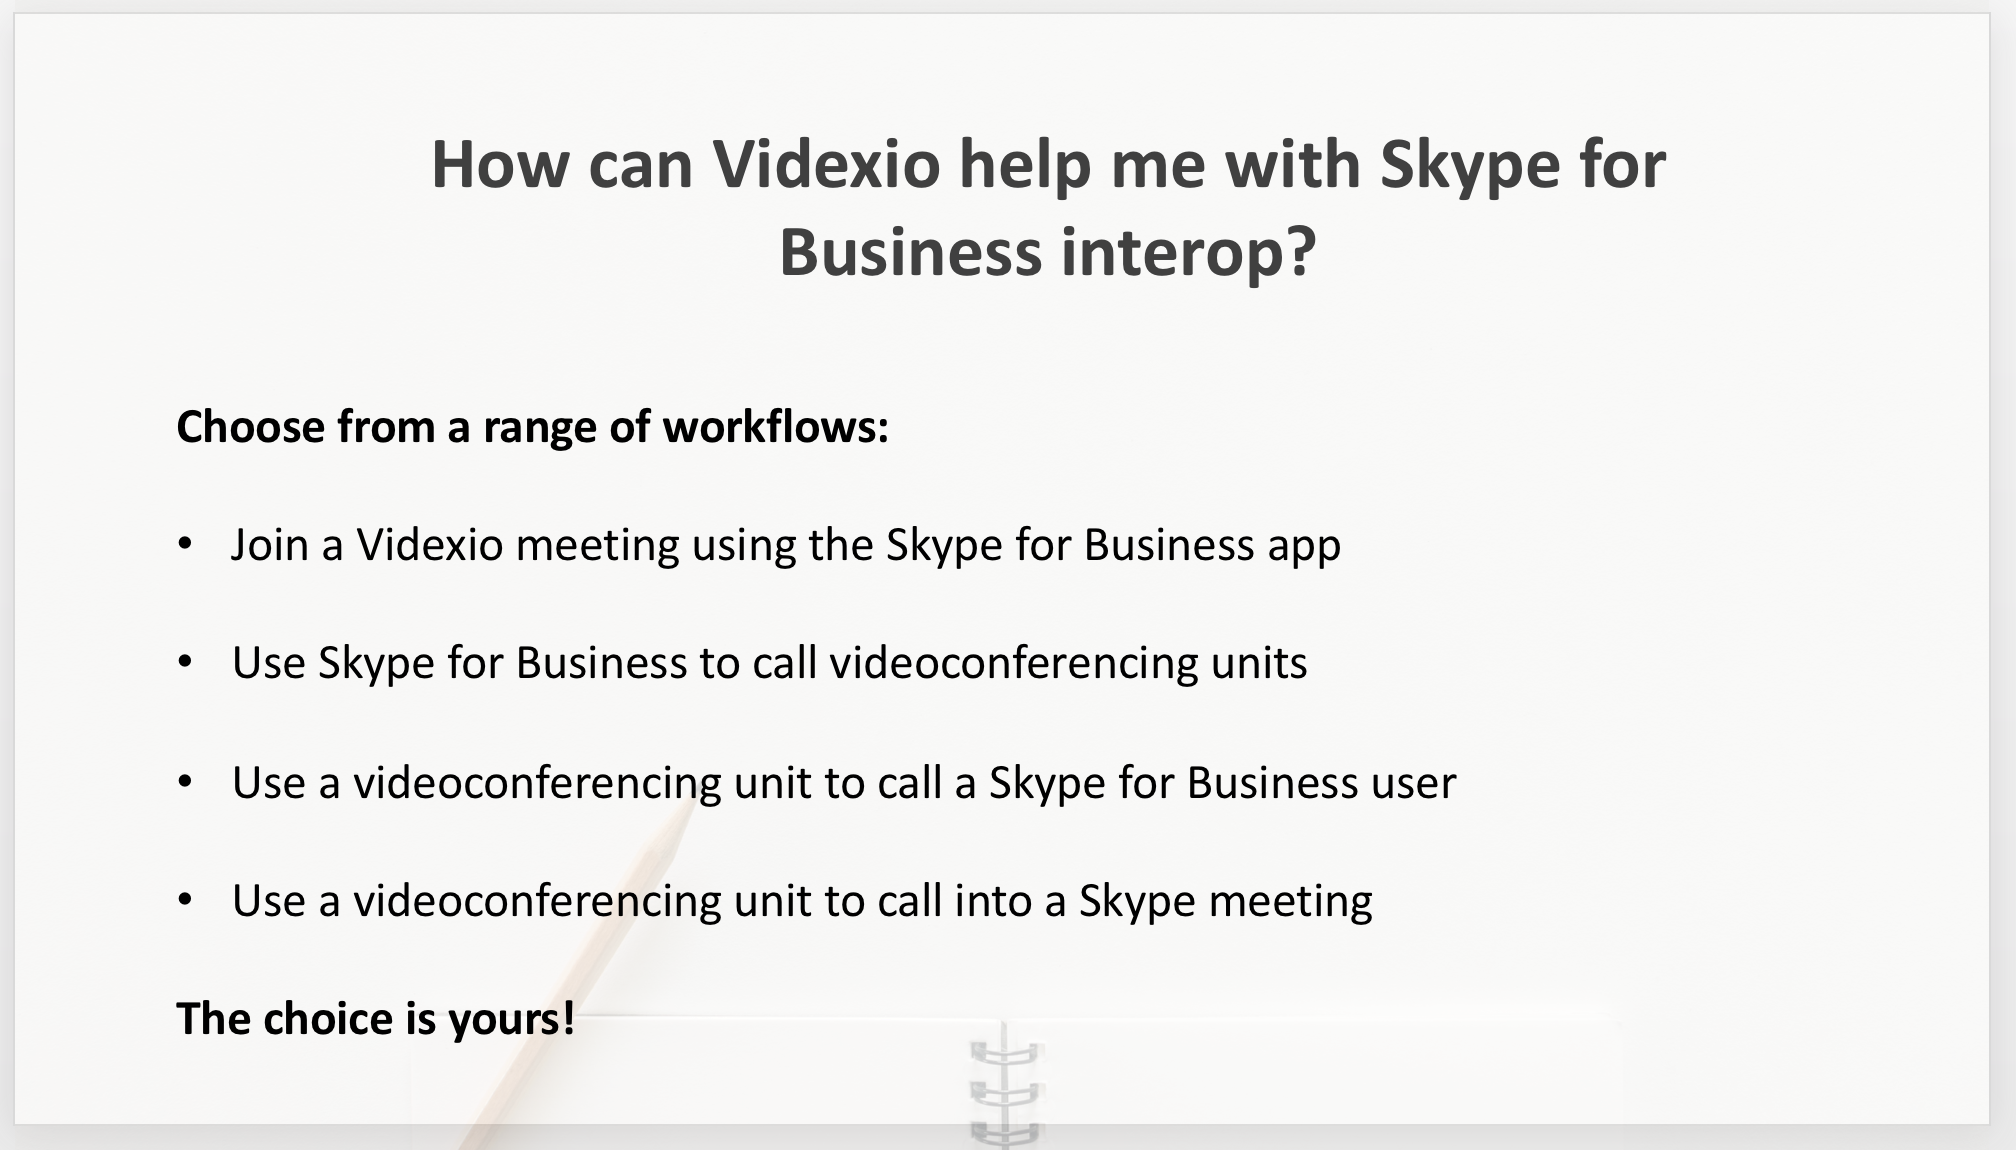 How can Videxio help me with Skype for
Business interop?
Choose from a range of workflows:
• Join a Videxio meeting using the Skype for Business app
• Use Skype for Business to call videoconferencing units
• Use a videoconferencing unit to call a Skype for Business user
• Use a videoconferencing unit to call into a Skype meeting
The choice is yours!